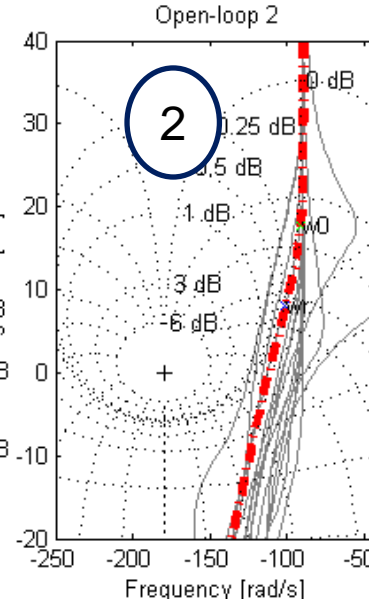 Open-loop 2
40
0 dB
2
30
0.25 dB
0.5 dB
20
1 dB
w0
10
3 dB
wr
-6 dB
0
-10
-20
-250 -200 -150 -100 -50
Frequency [rad/s]